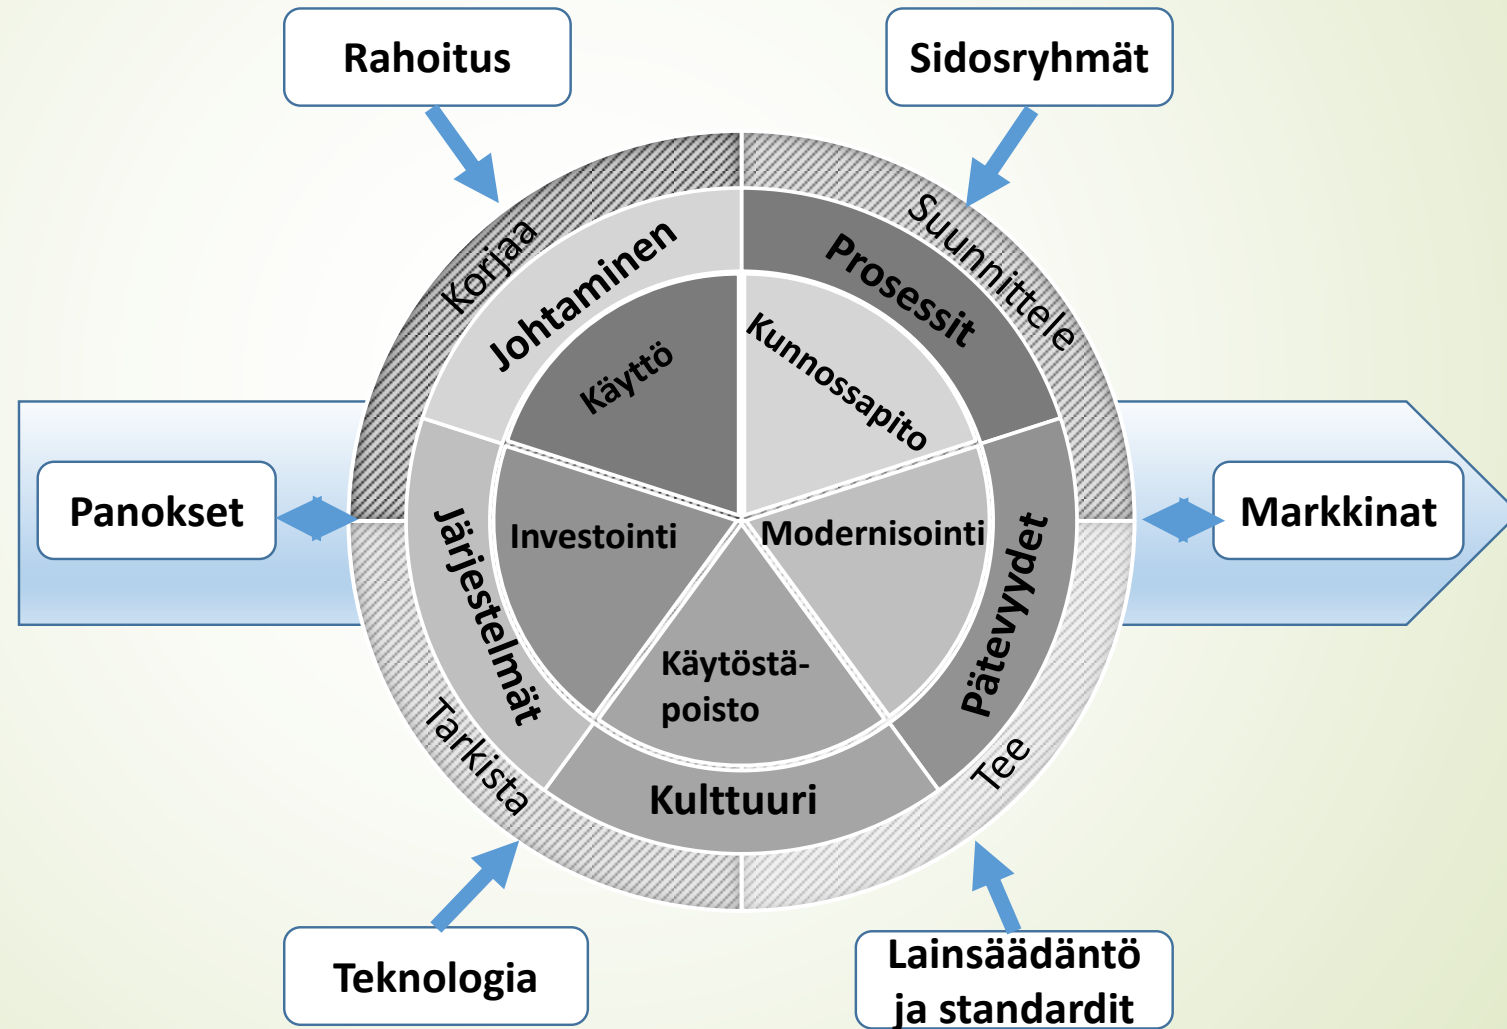 Rahoitus
Sidosryhmät
Korjaa
Suunnittele
Johtaminen
Prosessit
Käyttö
Kunnossapito
Panokset
Markkinat
Järjestelmät
Investointi
Modernisointi
Pätevyydet
Käytöstä-
poisto
Tarkista
Tee
Kulttuuri
Teknologia
Lainsäädäntö
ja standardit